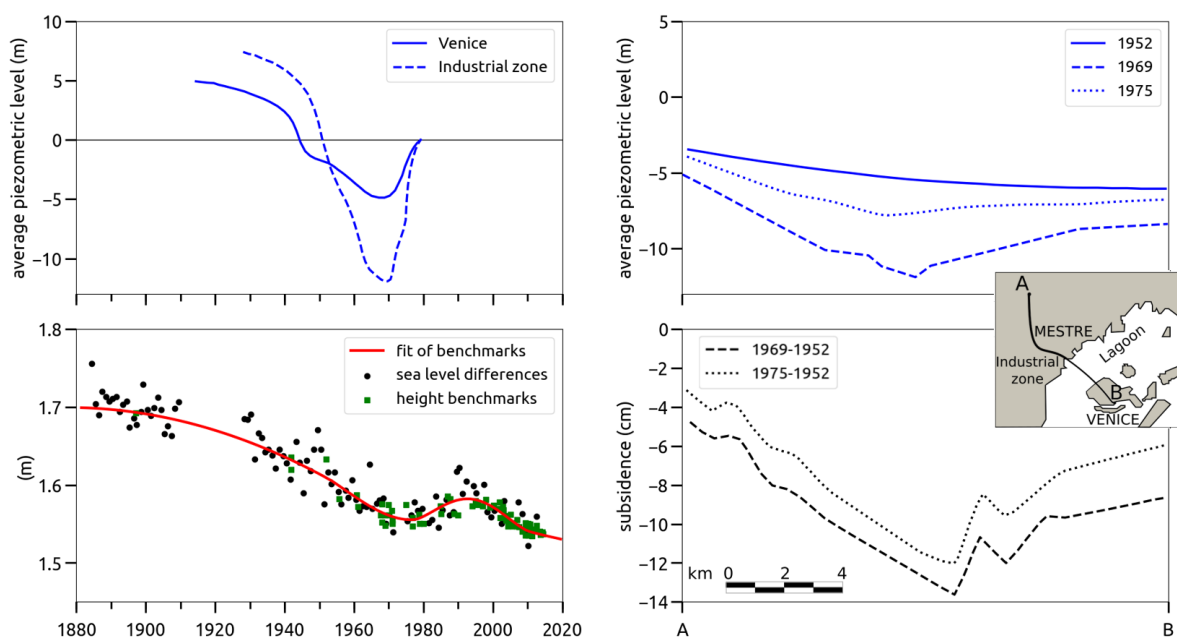 average piezometric level (m)
10
5
0
−5
−10
Venice
Industrial zone
average piezometric level (m)
5
0
−5
−10
1952
1969
1975
(m)
1.8
1.7
1.6
1.5
fit of benchmarks
sea level differences
height benchmarks
1880 1900 1920 1940 1960 1980 2000 2020
subsidence (cm)
0
−2
−4
−6
−8
−10
−12
−14
1969-1952
1975-1952
km 0 2 4
A B
A
MESTRE
Lagoon
Industrial
zone
B
VENICE